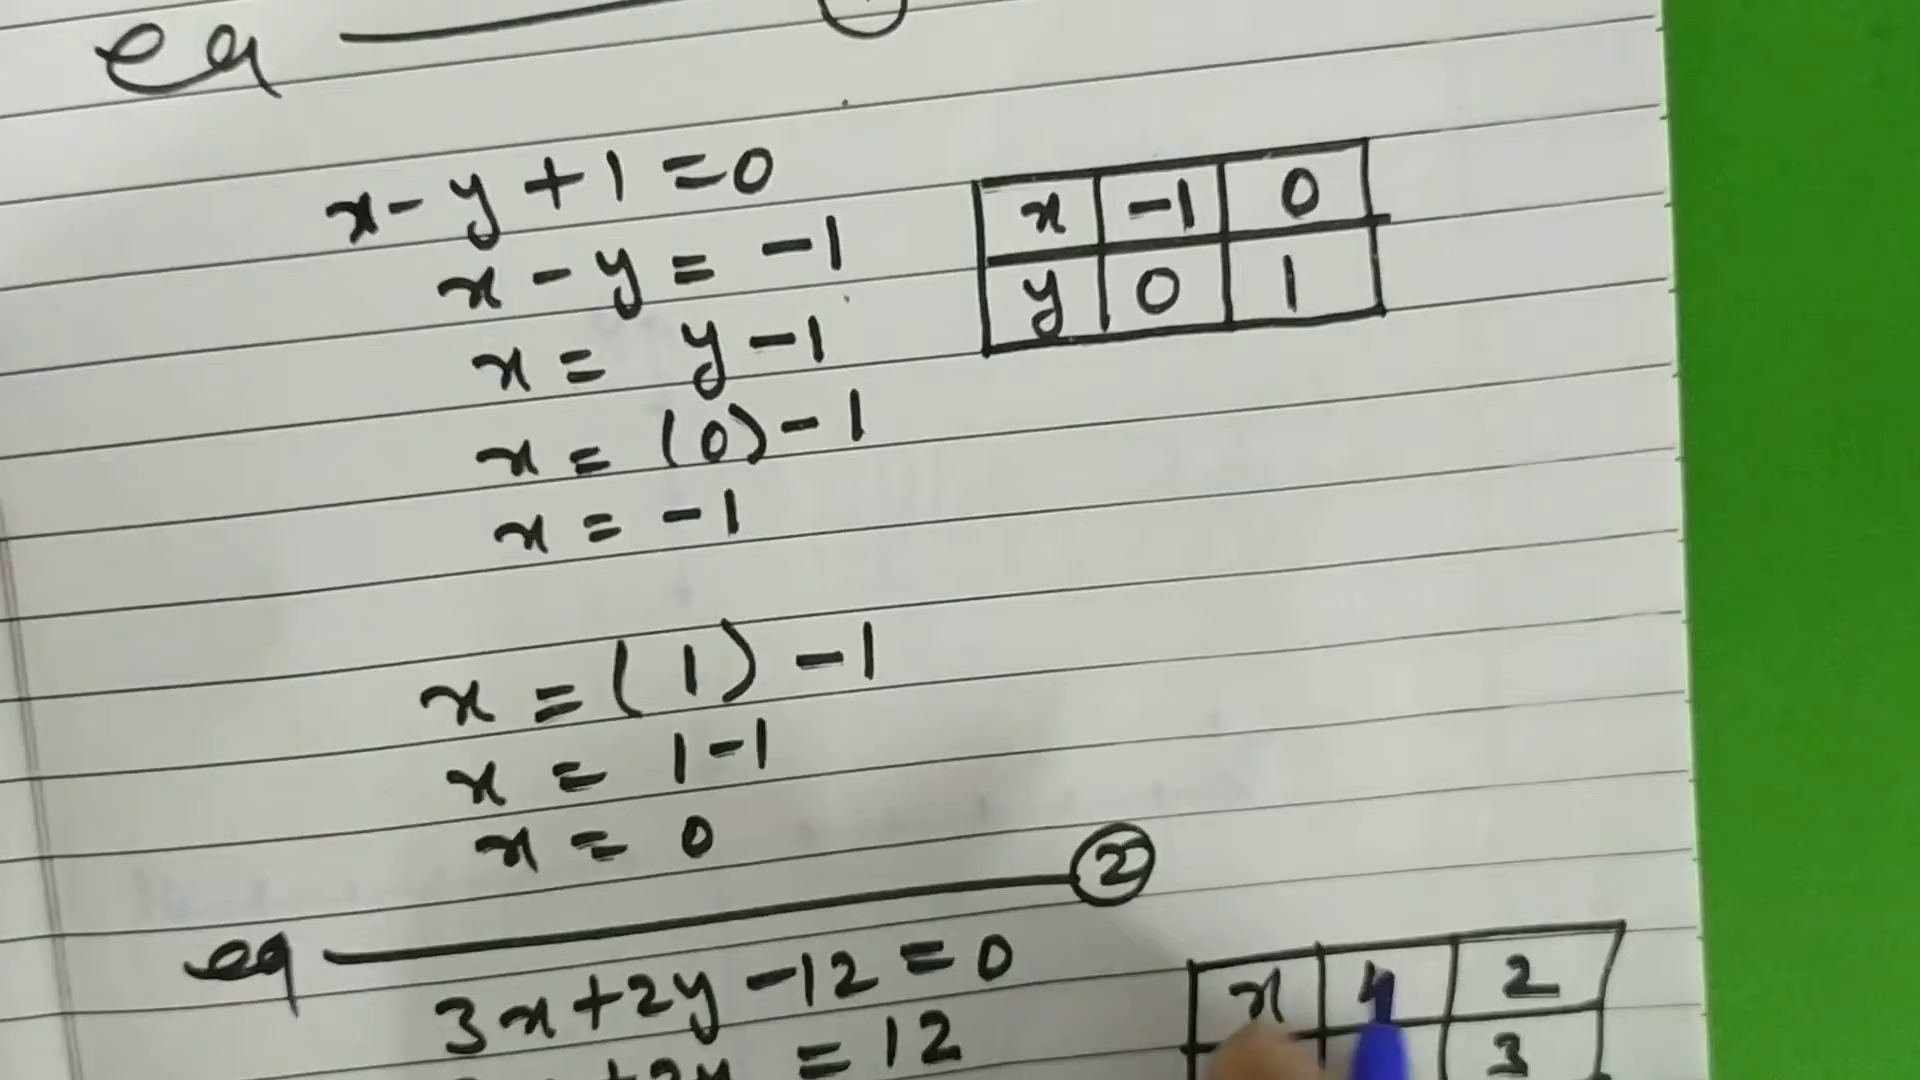 eq
x - y + 1 = 0
x - y = -1
x = y - 1
x = (0) - 1
x = -1
x | -1 | 0
y | 0 | 1
x = (1) - 1
x = 1 - 1
x = 0
eq ②
3x + 2y - 12 = 0
+ 2y = 12
x | 4 | 2
3